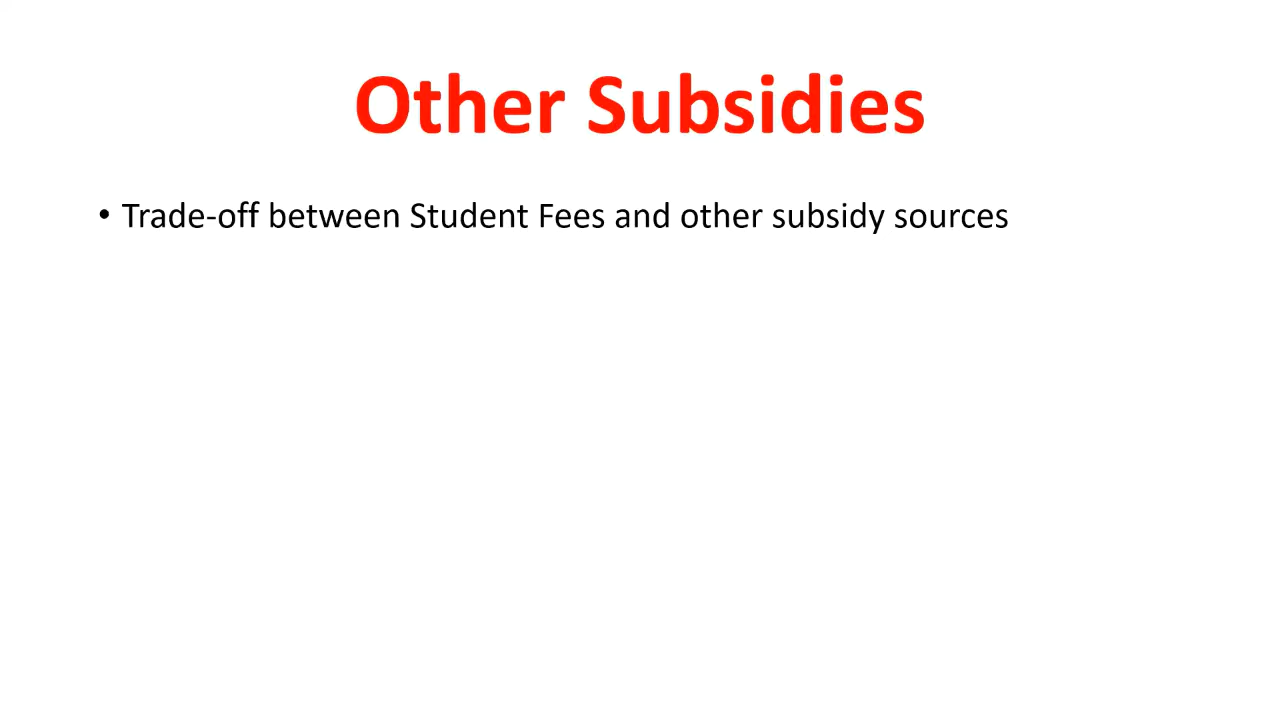 Other Subsidies
• Trade-off between Student Fees and other subsidy sources